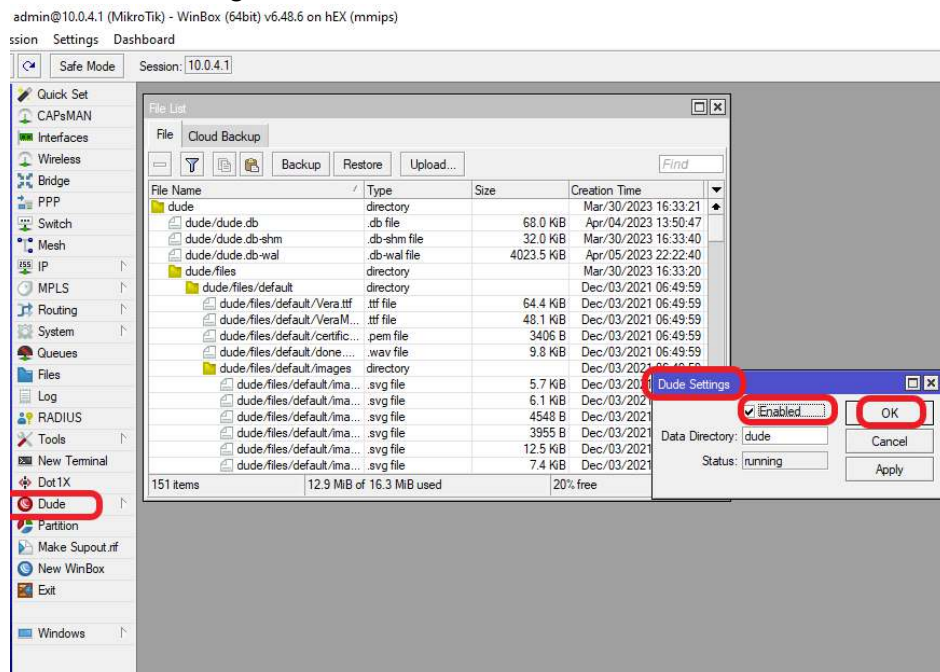 admin@10.0.4.1 (MikroTik) - WinBox (64bit) v6.48.6 on hEX (mmips)
ssion Settings Dashboard
Safe Mode Session: 10.0.4.1
Quick Set
CAPsMAN
Interfaces
Wireless
Bridge
PPP
Switch
Mesh
IP
MPLS
Routing
System
Queues
Files
Log
RADIUS
Tools
New Terminal
Dot1X
Dude
Partition
Make Supout.rif
New WinBox
Exit
Windows
File List
File Cloud Backup
Backup Restore Upload... Find
File Name / Type Size Creation Time
dude directory Mar/30/2023 16:33:21
dude/dude.db .db file 68.0 KiB Apr/04/2023 13:50:47
dude/dude.db-shm .db-shm file 32.0 KiB Mar/30/2023 16:33:40
dude/dude.db-wal .db-wal file 4023.5 KiB Apr/05/2023 22:22:40
dude/files directory Mar/30/2023 16:33:20
dude/files/default directory Dec/03/2021 06:49:59
dude/files/default/Vera.ttf .ttf file 64.4 KiB Dec/03/2021 06:49:59
dude/files/default/VeraM... .ttf file 48.1 KiB Dec/03/2021 06:49:59
dude/files/default/certific... .pem file 3406 B Dec/03/2021 06:49:59
dude/files/default/done.... .wav file 9.8 KiB Dec/03/2021 06:49:59
dude/files/default/images directory Dec/03/2021 06:49:59
dude/files/default/ima... .svg file 5.7 KiB Dec/03/202
dude/files/default/ima... .svg file 6.1 KiB Dec/03/202
dude/files/default/ima... .svg file 4548 B Dec/03/202
dude/files/default/ima... .svg file 3955 B Dec/03/202
dude/files/default/ima... .svg file 12.5 KiB Dec/03/202
dude/files/default/ima... .svg file 7.4 KiB Dec/03/202
151 items 12.9 MiB of 16.3 MiB used 20% free
Dude Settings
Enabled OK
Data Directory: dude Cancel
Status: running Apply